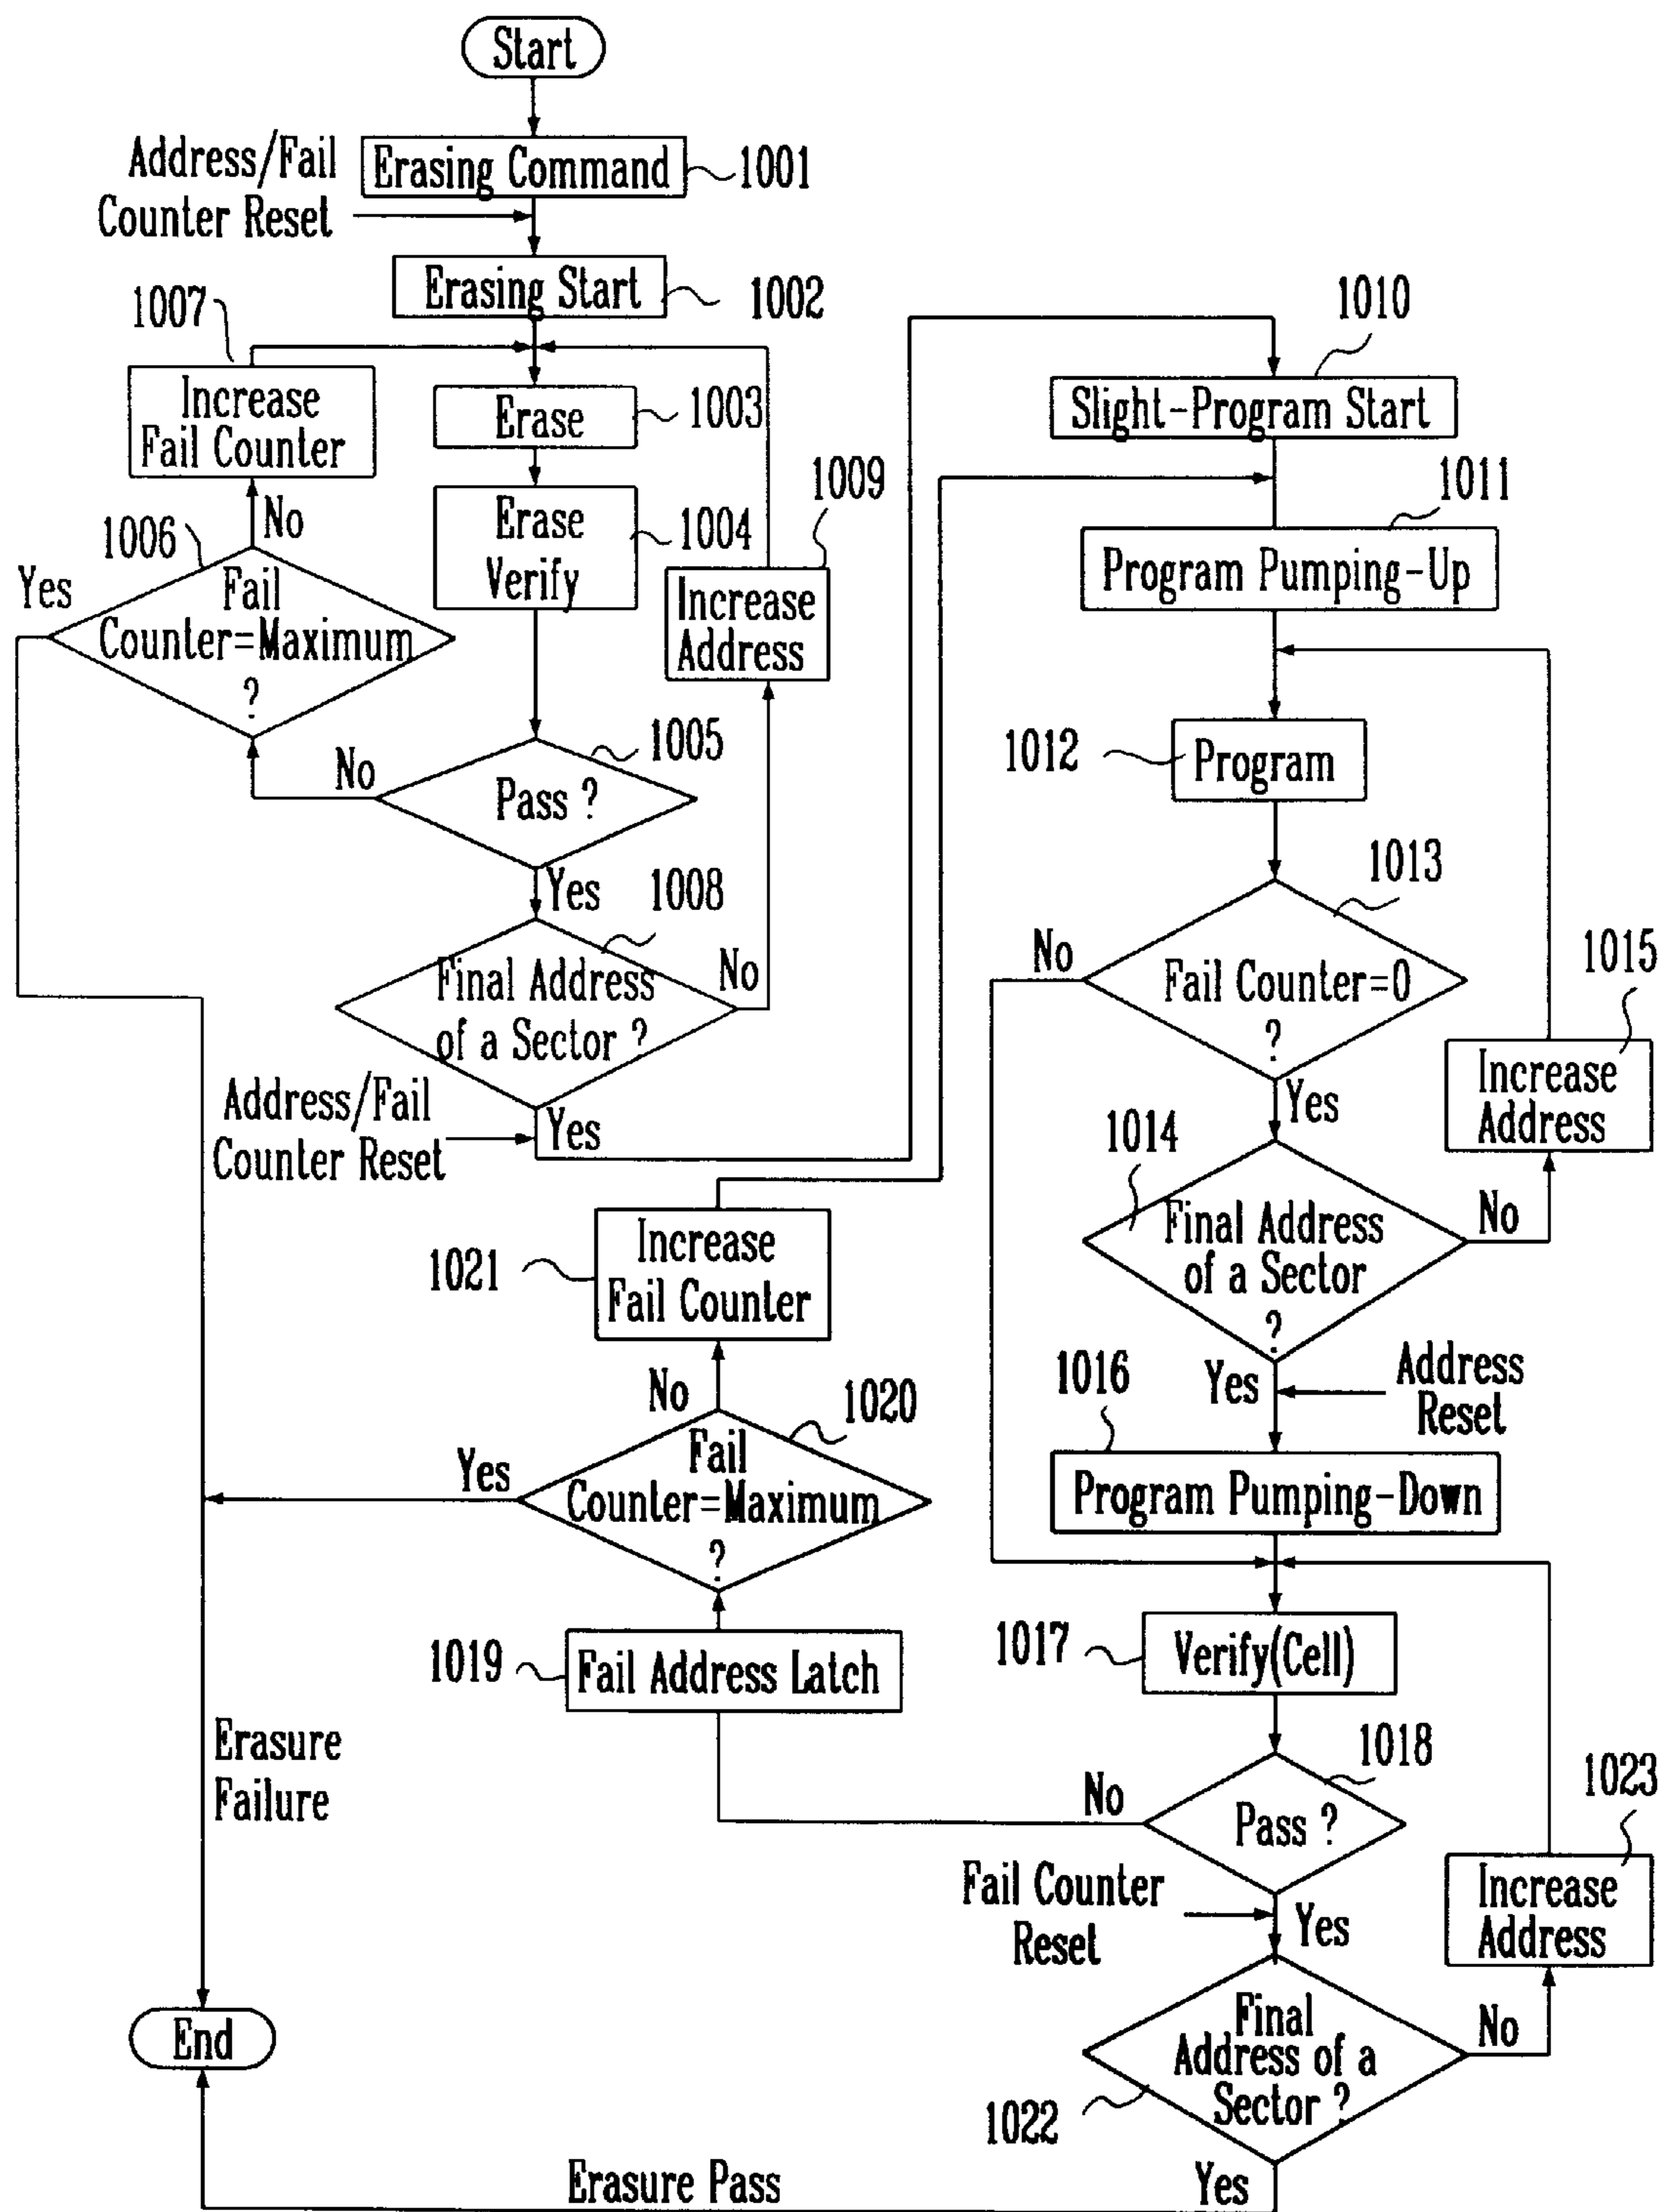 Start
Address/Fail
Counter Reset
Erasing Command
1001
Erasing Start
1002
1007
Increase
Fail Counter
Erase
1003
Erase
Verify
1004
1009
Increase
Address
No
1006
Yes
Fail
Counter=Maximum
?
No
Pass ?
1005
Yes
1008
Final Address
of a Sector ?
No
Address/Fail
Counter Reset
Yes
1010
Slight-Program Start
1011
Program Pumping-Up
1012
Program
1013
No
Fail Counter=0
?
1015
Increase
Address
Yes
1014
Final Address
of a Sector
?
No
1016
Yes
Address
Reset
Program Pumping-Down
1021
Increase
Fail Counter
No
1020
Yes
Fail
Counter=Maximum
?
1019
Fail Address Latch
1017
Verify(Cell)
1018
No
Pass ?
1023
Increase
Address
Fail Counter
Reset
Yes
Final
Address of a
Sector ?
No
1022
Yes
Erasure
Failure
End
Erasure Pass